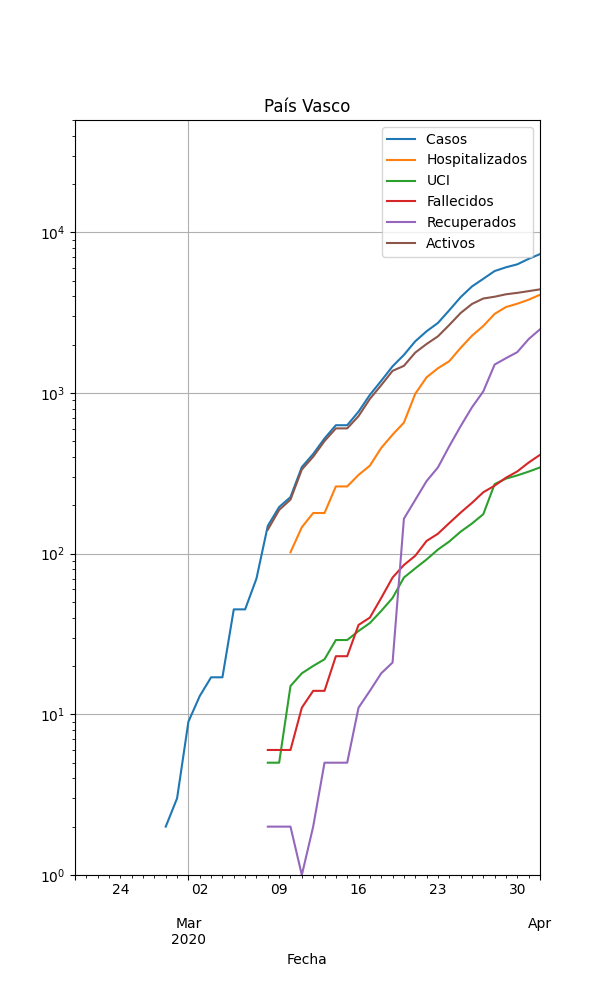 País Vasco
Casos
Hospitalizados
UCI
Fallecidos
Recuperados
Activos
10^4
10^3
10^2
10^1
10^0
24 02 09 16 23 30
Mar Apr
2020
Fecha